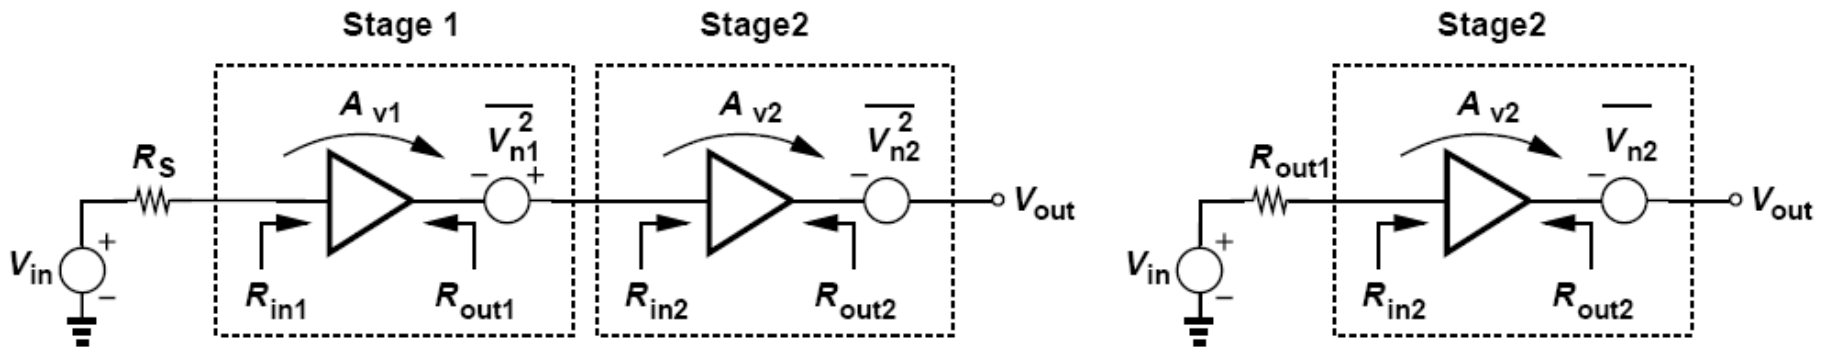 Stage 1
Stage2
Stage2
A v1
V n1 2
A v2
V n2 2
A v2
V n2
R S
R out1
V in
+
−
−
+
−
V out
V in
+
−
−
V out
R in1
R out1
R in2
R out2
R in2
R out2